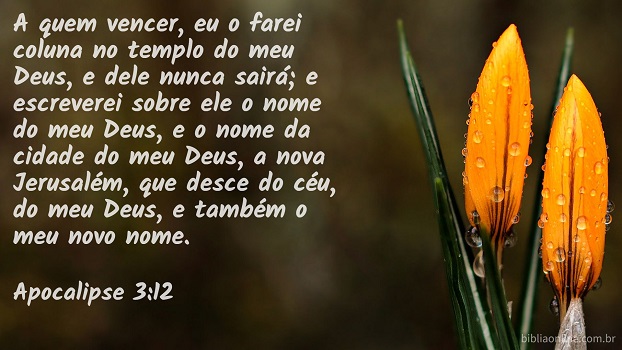 A quem vencer, eu o farei
coluna no templo do meu
Deus, e dele nunca sairá; e
escreverei sobre ele o nome
do meu Deus, e o nome da
cidade do meu Deus, a nova
Jerusalém, que desce do céu,
do meu Deus, e também o
meu novo nome.
Apocalipse 3:12
bibliaonline.com.br